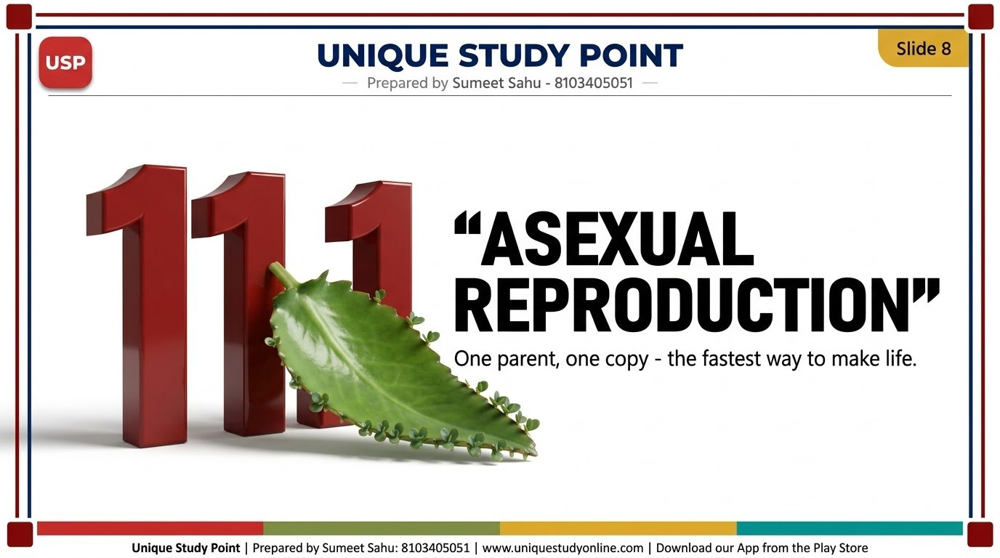 USP
UNIQUE STUDY POINT
Slide 8
— Prepared by Sumeet Sahu - 8103405051 —
111
“ASEXUAL
REPRODUCTION”
One parent, one copy - the fastest way to make life.
Unique Study Point | Prepared by Sumeet Sahu: 8103405051 | www.uniquestudyonline.com | Download our App from the Play Store